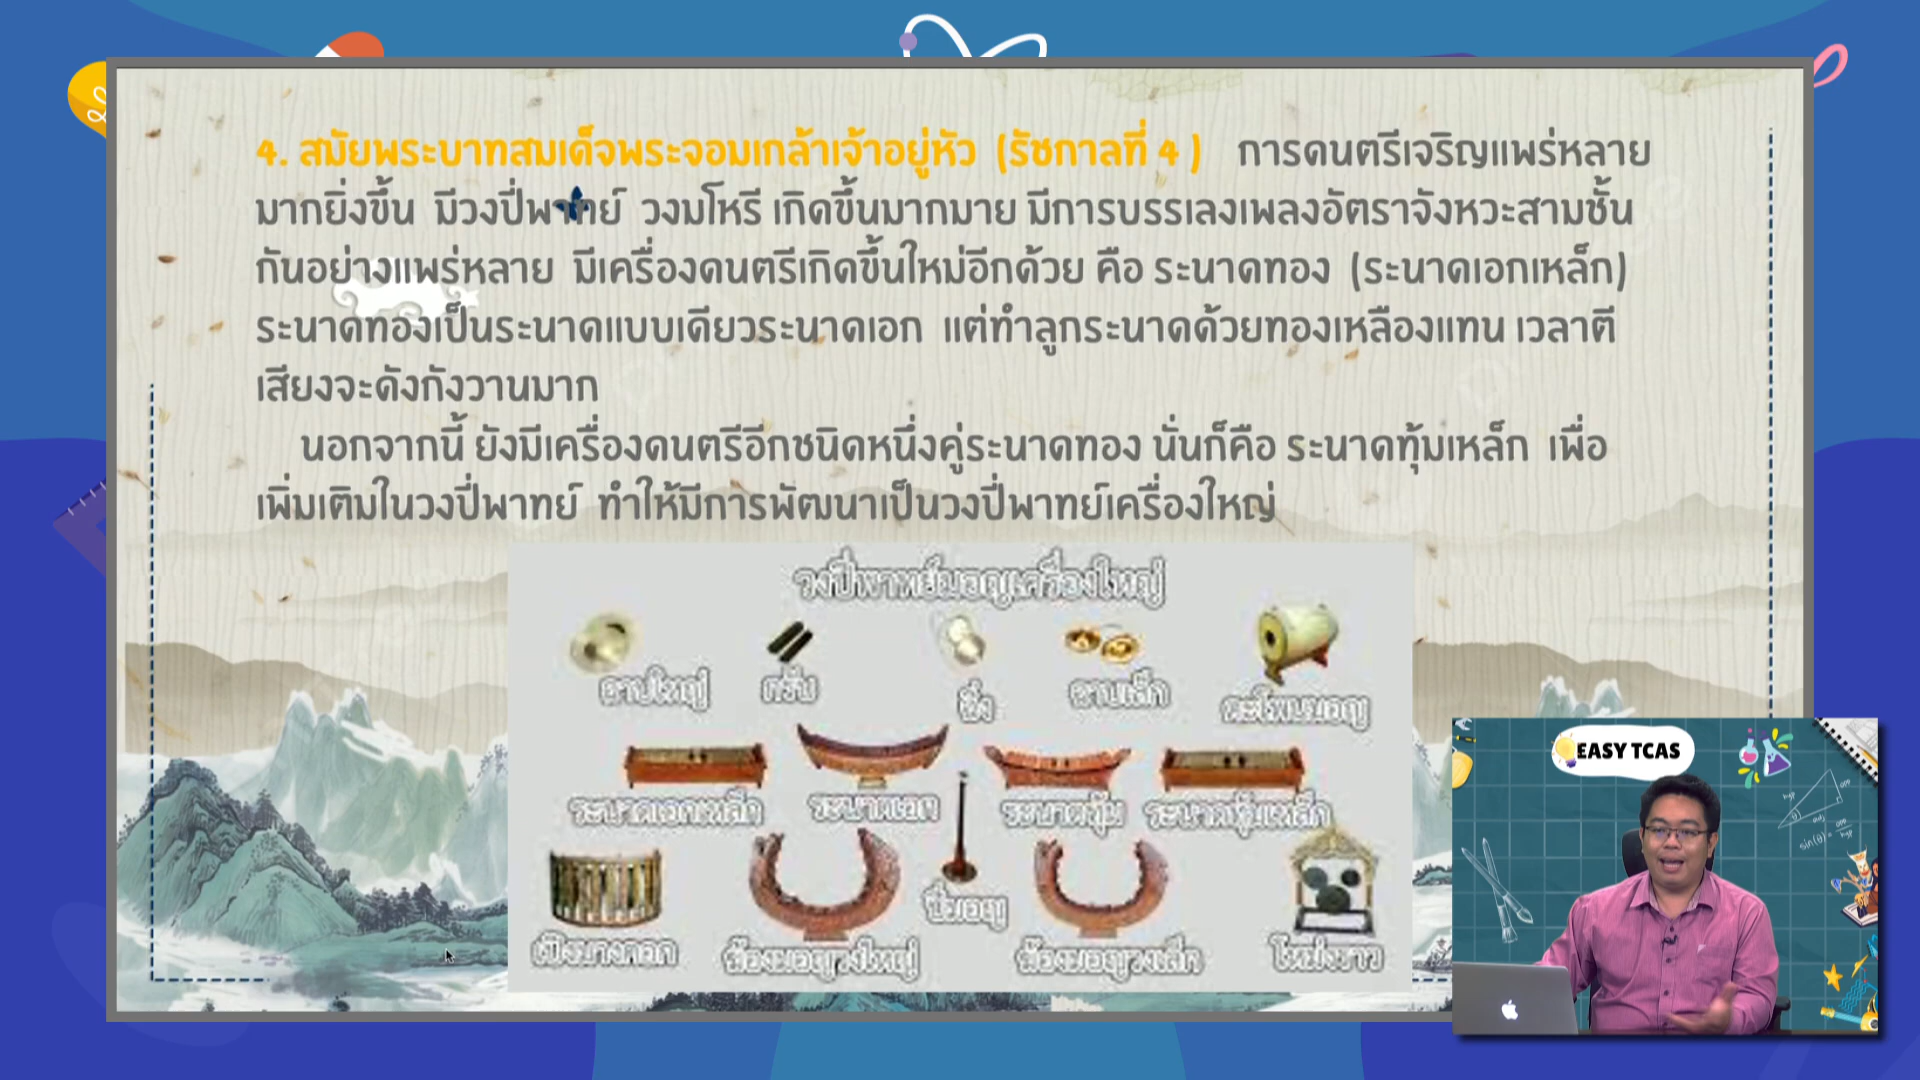 4. สมัยพระบาทสมเด็จพระจอมเกล้าเจ้าอยู่หัว (รัชกาลที่ 4 ) การดนตรีเจริญแพร่หลาย
มากยิ่งขึ้น มีวงปี่พาทย์ วงมโหรี เกิดขึ้นมากมาย มีการบรรเลงเพลงอัตราจังหวะสามชั้น
กันอย่างแพร่หลาย มีเครื่องดนตรีเกิดขึ้นใหม่อีกด้วย คือ ระนาดทอง (ระนาดเอกเหล็ก)
ระนาดทองเป็นระนาดแบบเดียวระนาดเอก แต่ทำลูกระนาดด้วยทองเหลืองแทน เวลาตี
เสียงจะดังกังวานมาก
นอกจากนี้ ยังมีเครื่องดนตรีอีกชนิดหนึ่งคู่ระนาดทอง นั่นก็คือ ระนาดทุ้มเหล็ก เพื่อ
เพิ่มเติมในวงปี่พาทย์ ทำให้มีการพัฒนาเป็นวงปี่พาทย์เครื่องใหญ่
วงปี่พาทย์มอญเครื่องใหญ่
ฉาบใหญ่ กรับ ฉิ่ง ฉาบเล็ก ตะโพนมอญ
ระนาดเอกเหล็ก ระนาดเอก ระนาดทุ้ม ระนาดทุ้มเหล็ก
เปิงมางคอก ฆ้องมอญวงใหญ่ ปี่มอญ ฆ้องมอญวงเล็ก โหม่งราว
EASY TCAS